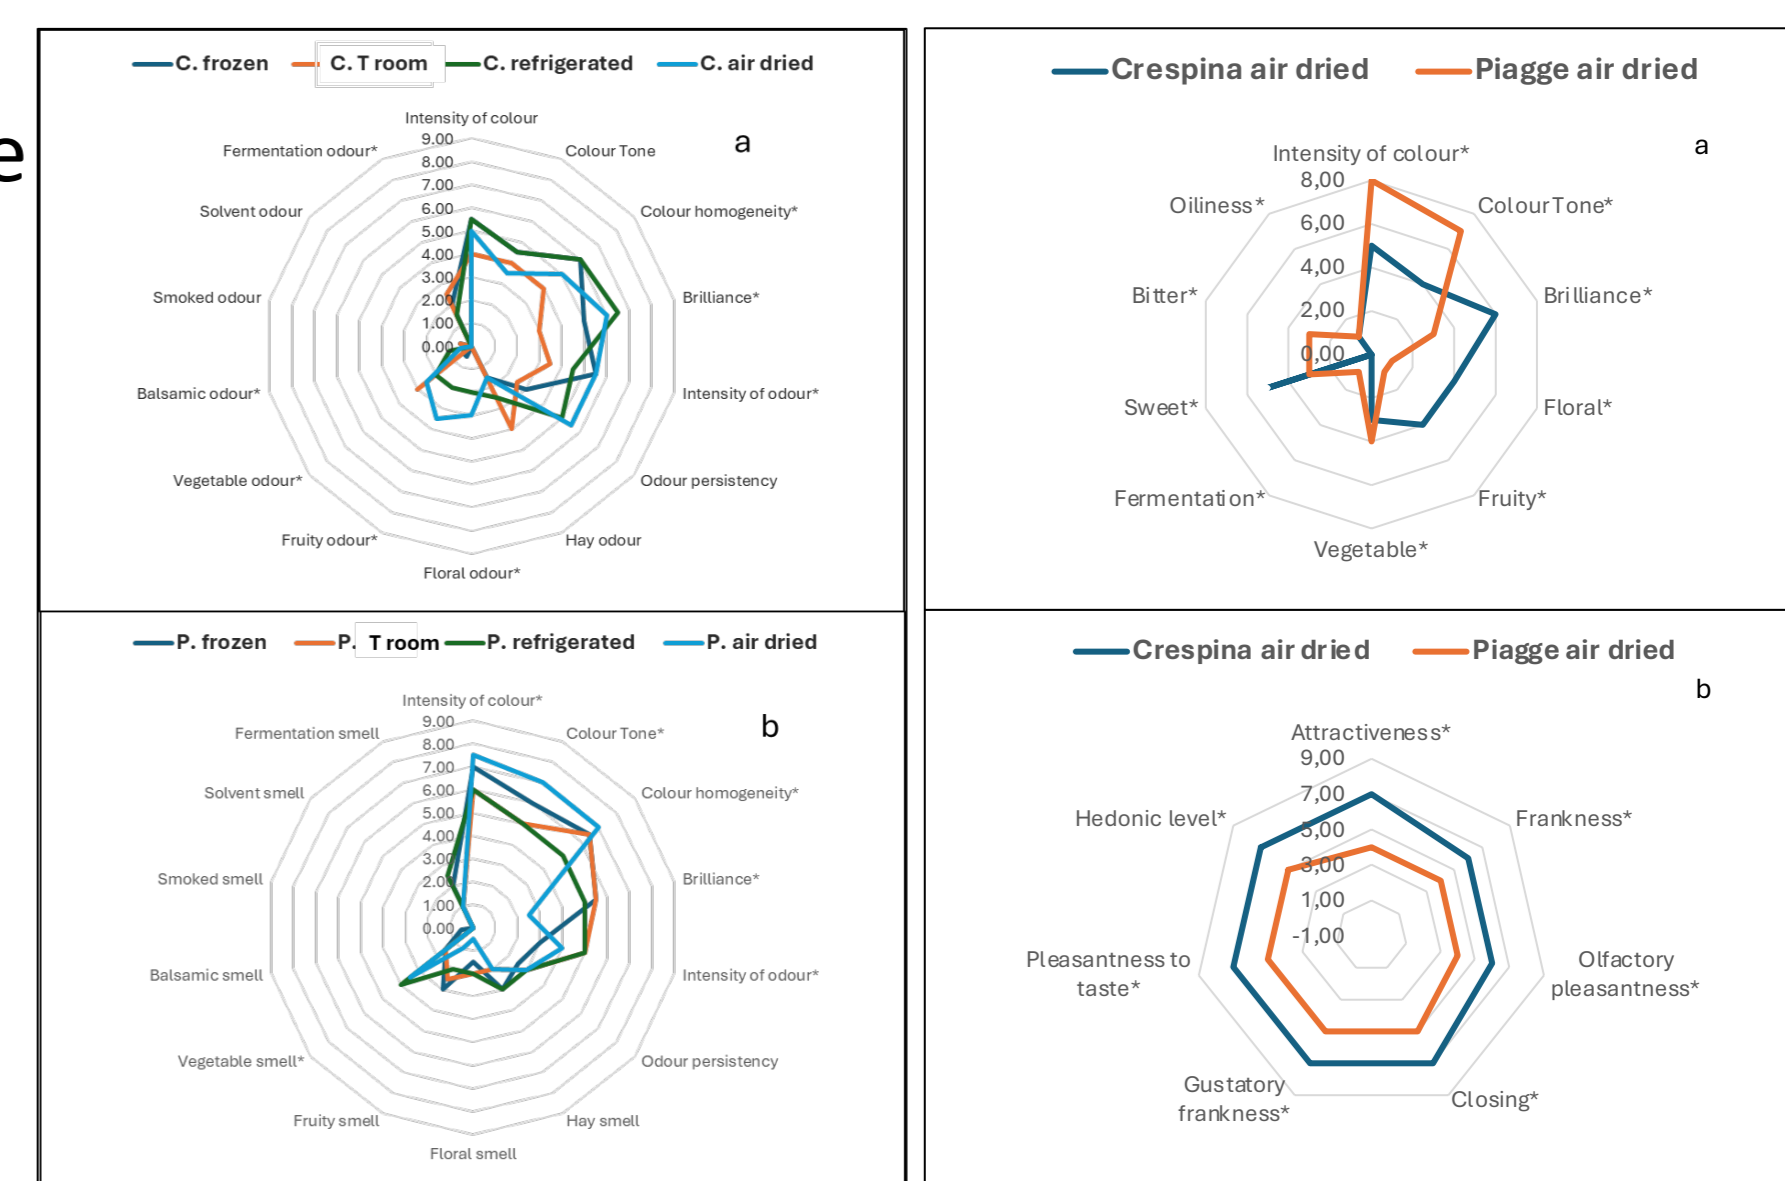 e
C. frozen C. T room C. refrigerated C. air dried
a
Intensity of colour
Colour Tone
Colour homogeneity*
Brilliance*
Intensity of odour*
Odour persistency
Hay odour
Floral odour*
Fruity odour*
Vegetable odour*
Balsamic odour*
Smoked odour
Solvent odour
Fermentation odour*
9.00
8.00
7.00
6.00
5.00
4.00
3.00
2.00
1.00
0.00
P. frozen P. T room P. refrigerated P. air dried
b
Intensity of colour*
Colour Tone*
Colour homogeneity*
Brilliance*
Intensity of odour*
Odour persistency
Hay smell
Floral smell
Fruity smell
Vegetable smell*
Balsamic smell
Smoked smell
Solvent smell
Fermentation smell
9.00
8.00
7.00
6.00
5.00
4.00
3.00
2.00
1.00
0.00
Crespina air dried Piagge air dried
a
Intensity of colour*
Colour Tone*
Brilliance*
Floral*
Fruity*
Vegetable*
Fermentation*
Sweet*
Bitter*
Oiliness*
8,00
6,00
4,00
2,00
0,00
Crespina air dried Piagge air dried
b
Attractiveness*
Frankness*
Olfactory
pleasantness*
Closing*
Gustatory
frankness*
Pleasantness to
taste*
Hedonic level*
9,00
7,00
5,00
3,00
1,00
-1,00